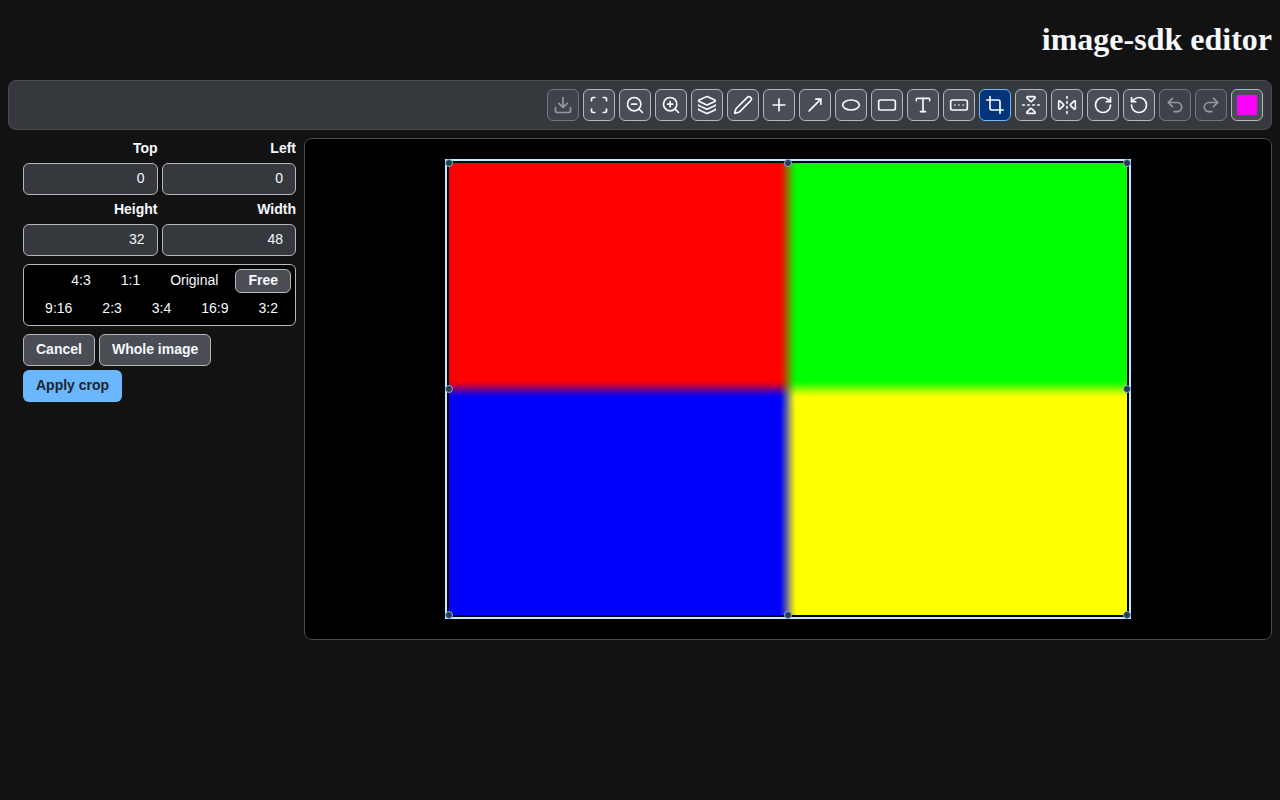 image-sdk editor
Top Left
0 0
Height Width
32 48
4:3 1:1 Original Free
9:16 2:3 3:4 16:9 3:2
Cancel Whole image
Apply crop